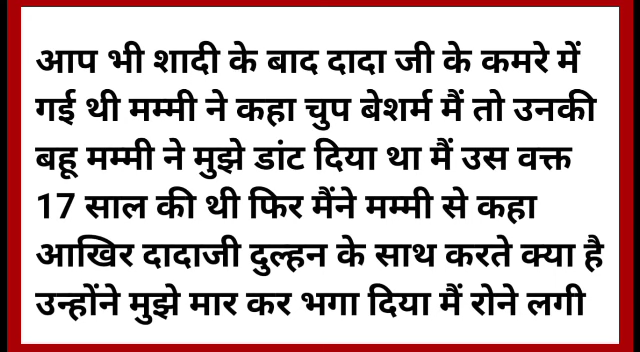 आप भी शादी के बाद दादा जी के कमरे में
गई थी मम्मी ने कहा चुप बेशर्म मैं तो उनकी
बहू मम्मी ने मुझे डांट दिया था मैं उस वक्त
17 साल की थी फिर मैंने मम्मी से कहा
आखिर दादाजी दुल्हन के साथ करते क्या है
उन्होंने मुझे मार कर भगा दिया मैं रोने लगी